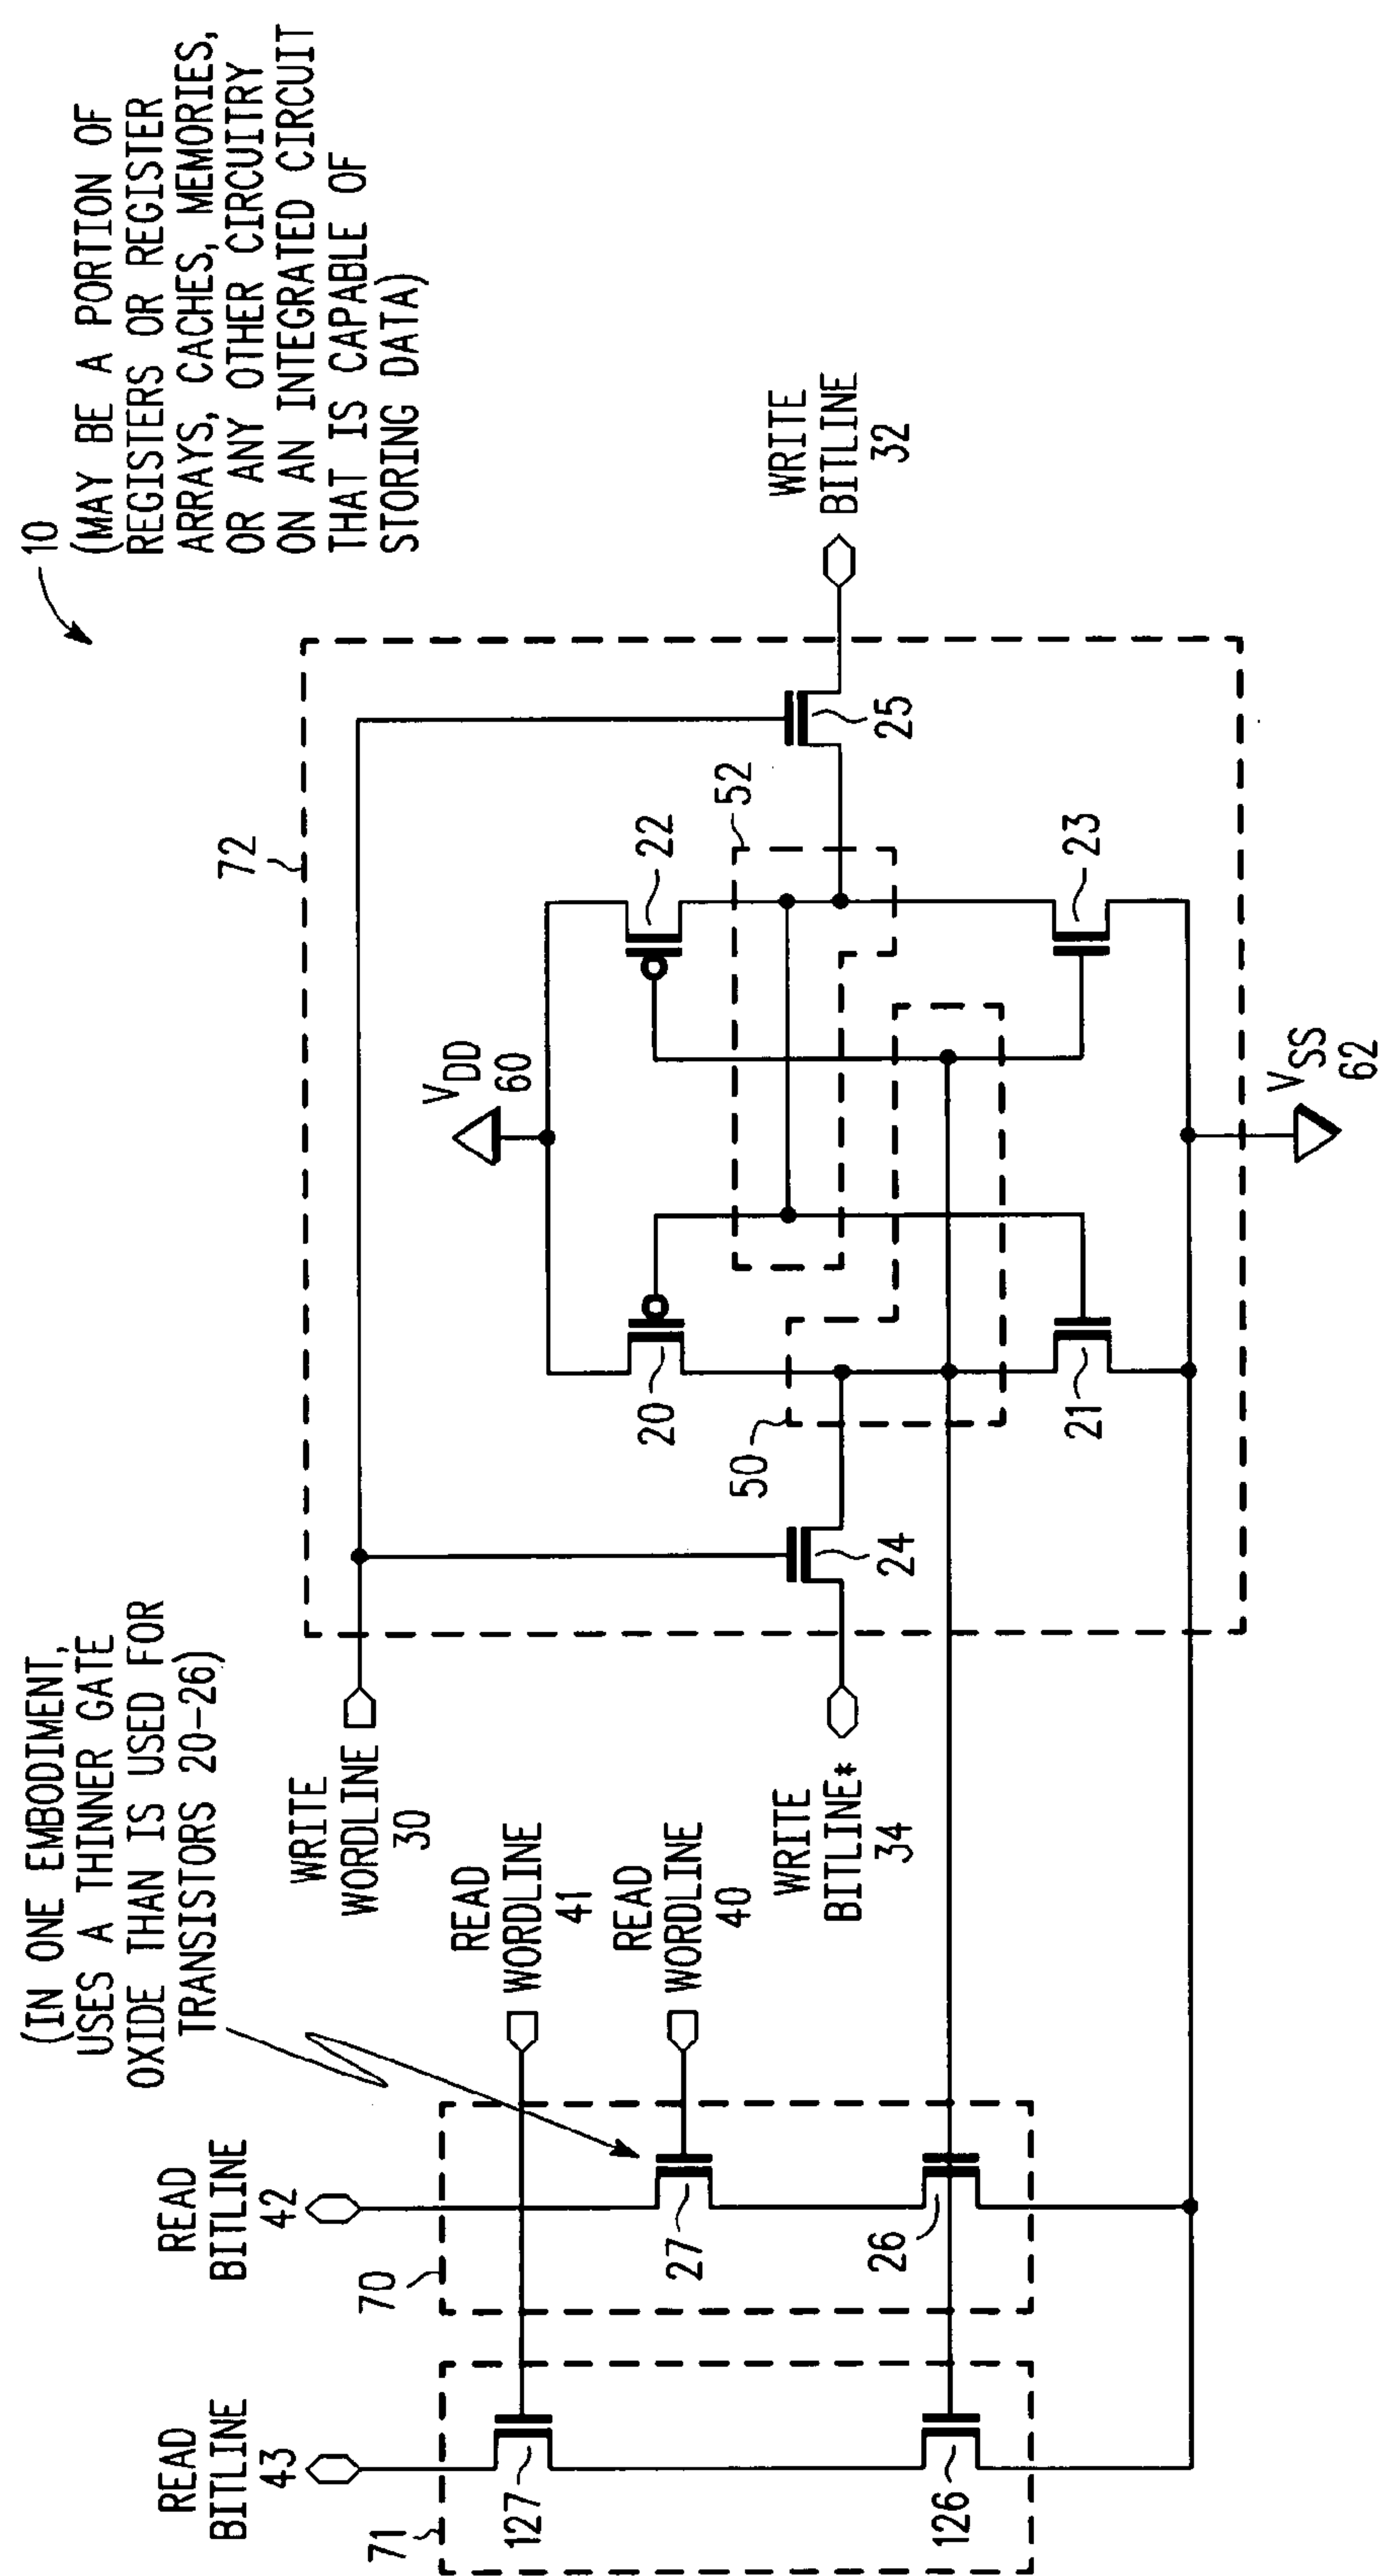 10
(MAY BE A PORTION OF
REGISTERS OR REGISTER
ARRAYS, CACHES, MEMORIES,
OR ANY OTHER CIRCUITRY
ON AN INTEGRATED CIRCUIT
THAT IS CAPABLE OF
STORING DATA)
(IN ONE EMBODIMENT,
USES A THINNER GATE
OXIDE THAN IS USED FOR
TRANSISTORS 20-26)
READ
BITLINE
43
READ
BITLINE
42
READ
WORDLINE
41
READ
WORDLINE
40
WRITE
WORDLINE
30
WRITE
BITLINE*
34
WRITE
BITLINE
32
72
71
70
127
27
126
26
VDD
60
20
22
52
50
24
25
21
23
VSS
62